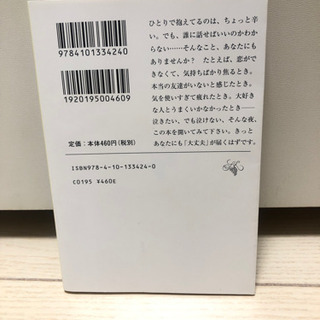 ひとりで抱えてるのは、ちょっと辛
い。でも、誰に話せばいいのかわか
らない……そんなこと、あなたにも
ありませんか? たとえば、恋がで
きなくて、気持ちばかり焦るとき。
本当の友達がいないと感じたとき。
気を使いすぎて疲れたとき。大好き
な人とうまくいかなかったとき――
泣きたい、でも泣けない、そんな夜、
この本を開いてみて下さい。きっと
あなたにも「大丈夫」が届くはずです。
9784101334240
1920195004609
定価:本体460円(税別)
ISBN978-4-10-133424-0
C0195 ¥460E